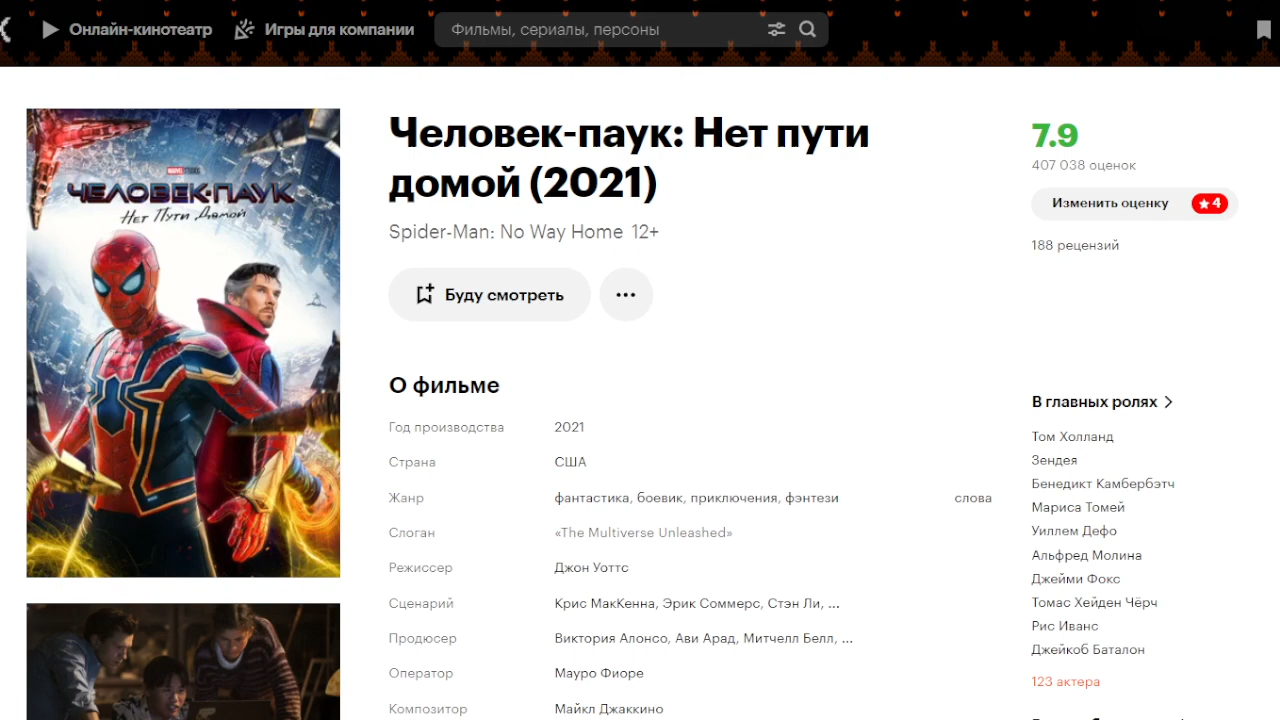 Онлайн-кинотеатр
Игры для компании
Фильмы, сериалы, персоны
MARVEL STUDIOS
ЧЕЛОВЕК-ПАУК
Нет Пути Домой
Человек-паук: Нет пути
домой (2021)
Spider-Man: No Way Home 12+
Буду смотреть
О фильме
Год производства 2021
Страна США
Жанр фантастика, боевик, приключения, фэнтези слова
Слоган «The Multiverse Unleashed»
Режиссер Джон Уоттс
Сценарий Крис МакКенна, Эрик Соммерс, Стэн Ли, ...
Продюсер Виктория Алонсо, Ави Арад, Митчелл Белл, ...
Оператор Мауро Фиоре
Композитор Майкл Джаккино
7.9
407 038 оценок
Изменить оценку 4
188 рецензий
В главных ролях
Том Холланд
Зендея
Бенедикт Камбербэтч
Мариса Томей
Уиллем Дефо
Альфред Молина
Джейми Фокс
Томас Хейден Чёрч
Рис Иванс
Джейкоб Баталон
123 актера